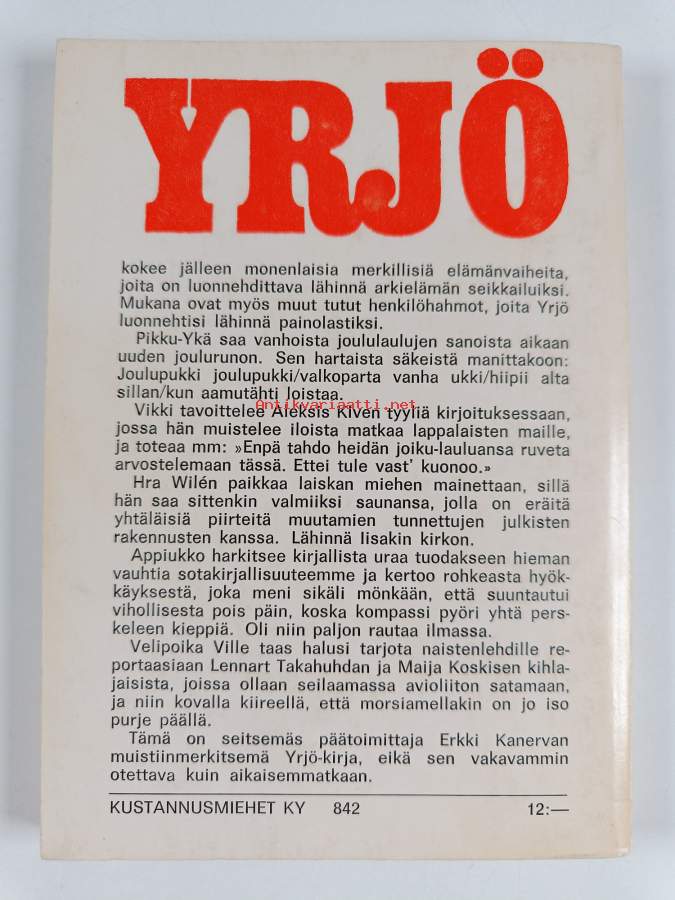 YRJÖ
kokee jälleen monenlaisia merkillisiä elämänvaiheita,
joita on luonnehdittava lähinnä arkielämän seikkailuiksi.
Mukana ovat myös muut tutut henkilöhahmot, joita Yrjö
luonnehtisi lähinnä painolastiksi.
Pikku-Ykä saa vanhoista joululaulujen sanoista aikaan
uuden joulurunon. Sen hartaista säkeistä manittakoon:
Joulupukki joulupukki/valkoparta vanha ukki/hiipii alta
sillan/kun aamutähti loistaa.
Antikvariaatti.net
Vikki tavoittelee Aleksis Kiven tyyliä kirjoituksessaan,
jossa hän muistelee iloista matkaa lappalaisten maille,
ja toteaa mm: »Enpä tahdo heidän joiku-lauluansa ruveta
arvostelemaan tässä. Ettei tule vast' kuonoo.»
Hra Wilén paikkaa laiskan miehen mainettaan, sillä
hän saa sittenkin valmiiksi saunansa, jolla on eräitä
yhtäläisiä piirteitä muutamien tunnettujen julkisten
rakennusten kanssa. Lähinnä Iisakin kirkon.
Appiukko harkitsee kirjallista uraa tuodakseen hieman
vauhtia sotakirjallisuuteemme ja kertoo rohkeasta hyök-
käyksestä, joka meni sikäli mönkään, että suuntautui
vihollisesta pois päin, koska kompassi pyöri yhtä pers-
keleen kieppiä. Oli niin paljon rautaa ilmassa.
Velipoika Ville taas halusi tarjota naistenlehdille re-
portaasiaan Lennart Takahuhdan ja Maija Koskisen kihla-
jaisista, joissa ollaan seilaamassa avioliiton satamaan,
ja niin kovalla kiireellä, että morsiamellakin on jo iso
purje päällä.
Tämä on seitsemäs päätoimittaja Erkki Kanervan
muistiinmerkitsemä Yrjö-kirja, eikä sen vakavammin
otettava kuin aikaisemmatkaan.
KUSTANNUSMIEHET KY 842 12:—